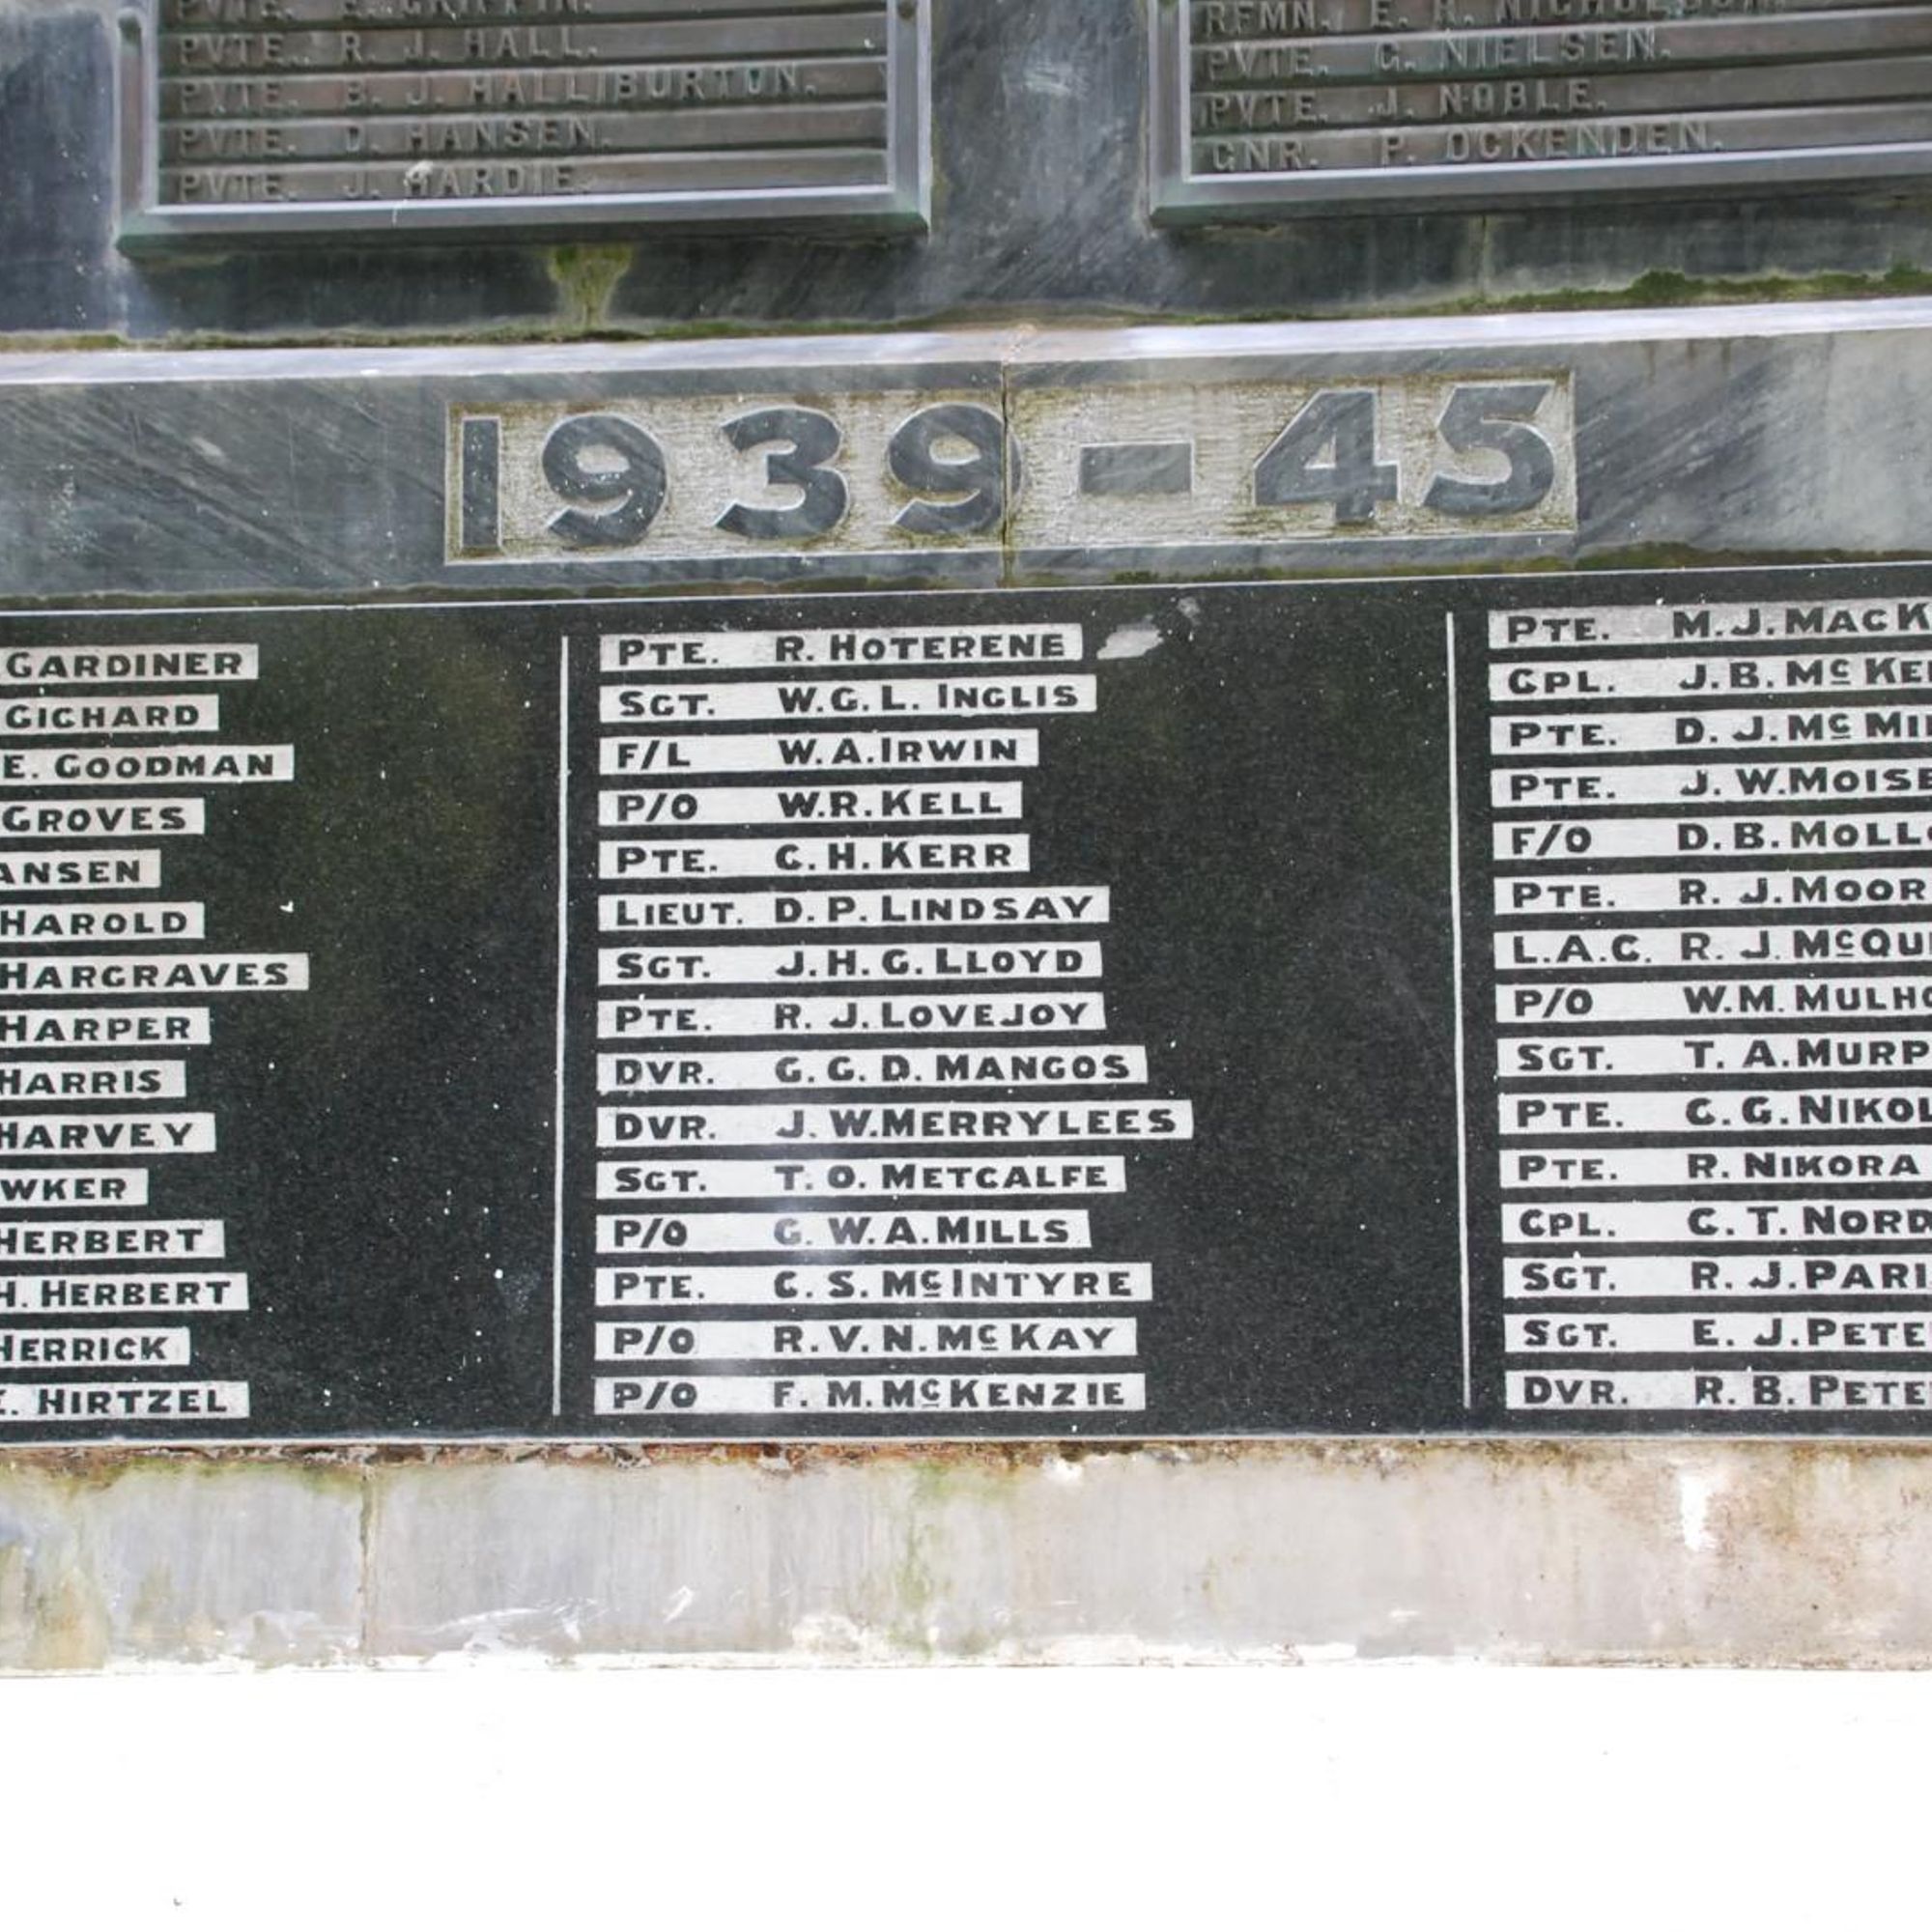 PVTE. E. GRIFFIN.
PVTE. R. J. HALL.
PVTE. B. J. HALLIBURTON.
PVTE. D. HANSEN.
PVTE. J. HARDIE.
RFMN. E. R. NICHOLSON.
PVTE. G. NIELSEN.
PVTE. J. NOBLE.
GNR. P. OCKENDEN.
1939-45
GARDINER
GICHARD
E. GOODMAN
GROVES
ANSEN
HAROLD
HARGRAVES
HARPER
HARRIS
HARVEY
WKER
HERBERT
H. HERBERT
HERRICK
E. HIRTZEL
PTE. R. HOTERENE
SGT. W.G.L. INGLIS
F/L W.A. IRWIN
P/O W.R. KELL
PTE. C.H. KERR
LIEUT. D.P. LINDSAY
SGT. J.H.G. LLOYD
PTE. R. J. LOVEJOY
DVR. G.G.D. MANGOS
DVR. J.W. MERRYLEES
SGT. T.O. METCALFE
P/O G.W.A. MILLS
PTE. C.S. McINTYRE
P/O R.V.N. McKAY
P/O F.M. McKENZIE
PTE. M.J. MACK
CPL. J.B. McKE
PTE. D.J. McMI
PTE. J.W. MOISE
F/O D.B. MOLL
PTE. R.J. MOOR
L.A.C. R.J. McQU
P/O W.M. MULHO
SGT. T.A. MURP
PTE. C.G. NIKOL
PTE. R. NIKORA
CPL. C.T. NORD
SGT. R.J. PARI
SGT. E.J. PETE
DVR. R.B. PETE